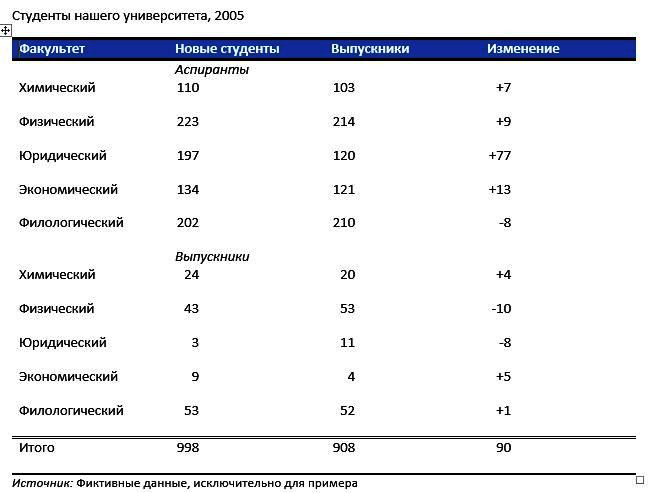 Студенты нашего университета, 2005
Факультет Новые студенты Выпускники Изменение
Аспиранты
Химический 110 103 +7
Физический 223 214 +9
Юридический 197 120 +77
Экономический 134 121 +13
Филологический 202 210 -8
Выпускники
Химический 24 20 +4
Физический 43 53 -10
Юридический 3 11 -8
Экономический 9 4 +5
Филологический 53 52 +1
Итого 998 908 90
Источник: Фиктивные данные, исключительно для примера